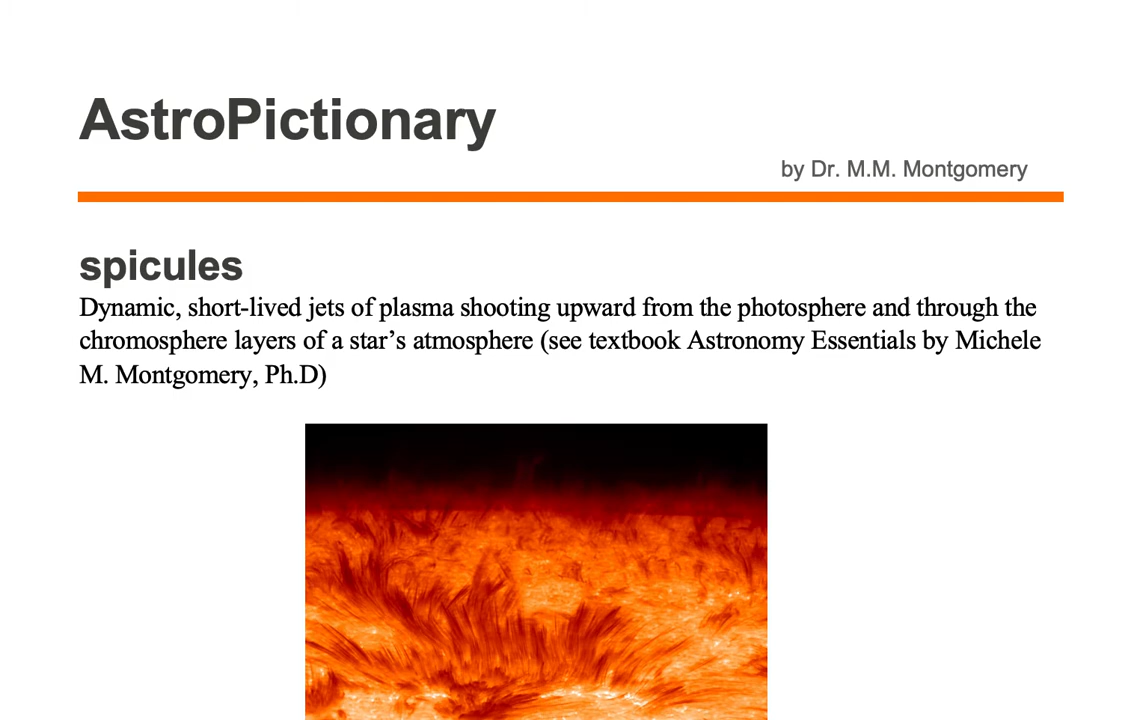 AstroPictionary
by Dr. M.M. Montgomery
spicules
Dynamic, short-lived jets of plasma shooting upward from the photosphere and through the
chromosphere layers of a star’s atmosphere (see textbook Astronomy Essentials by Michele
M. Montgomery, Ph.D)